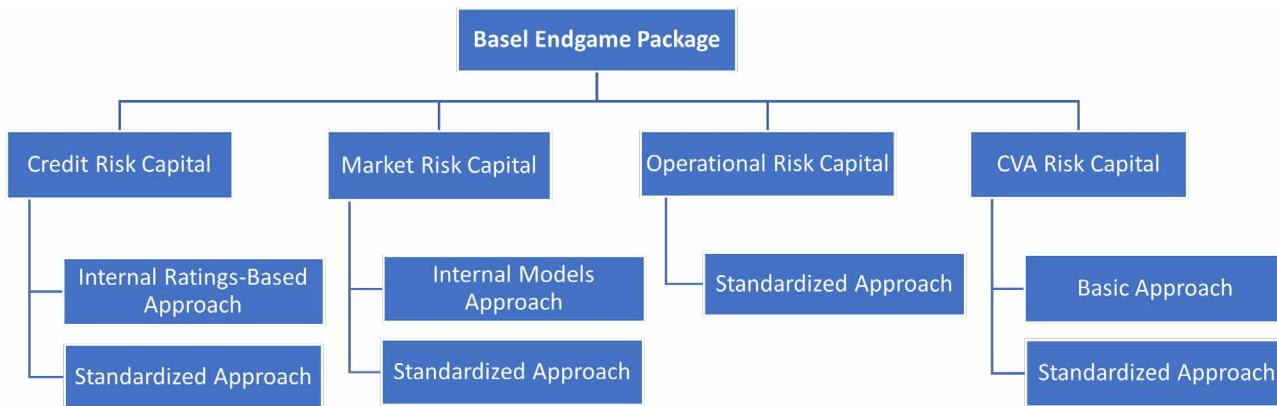 Basel Endgame Package
Credit Risk Capital
Market Risk Capital
Operational Risk Capital
CVA Risk Capital
Internal Ratings-Based
Approach
Internal Models
Approach
Standardized Approach
Basic Approach
Standardized Approach
Standardized Approach
Standardized Approach